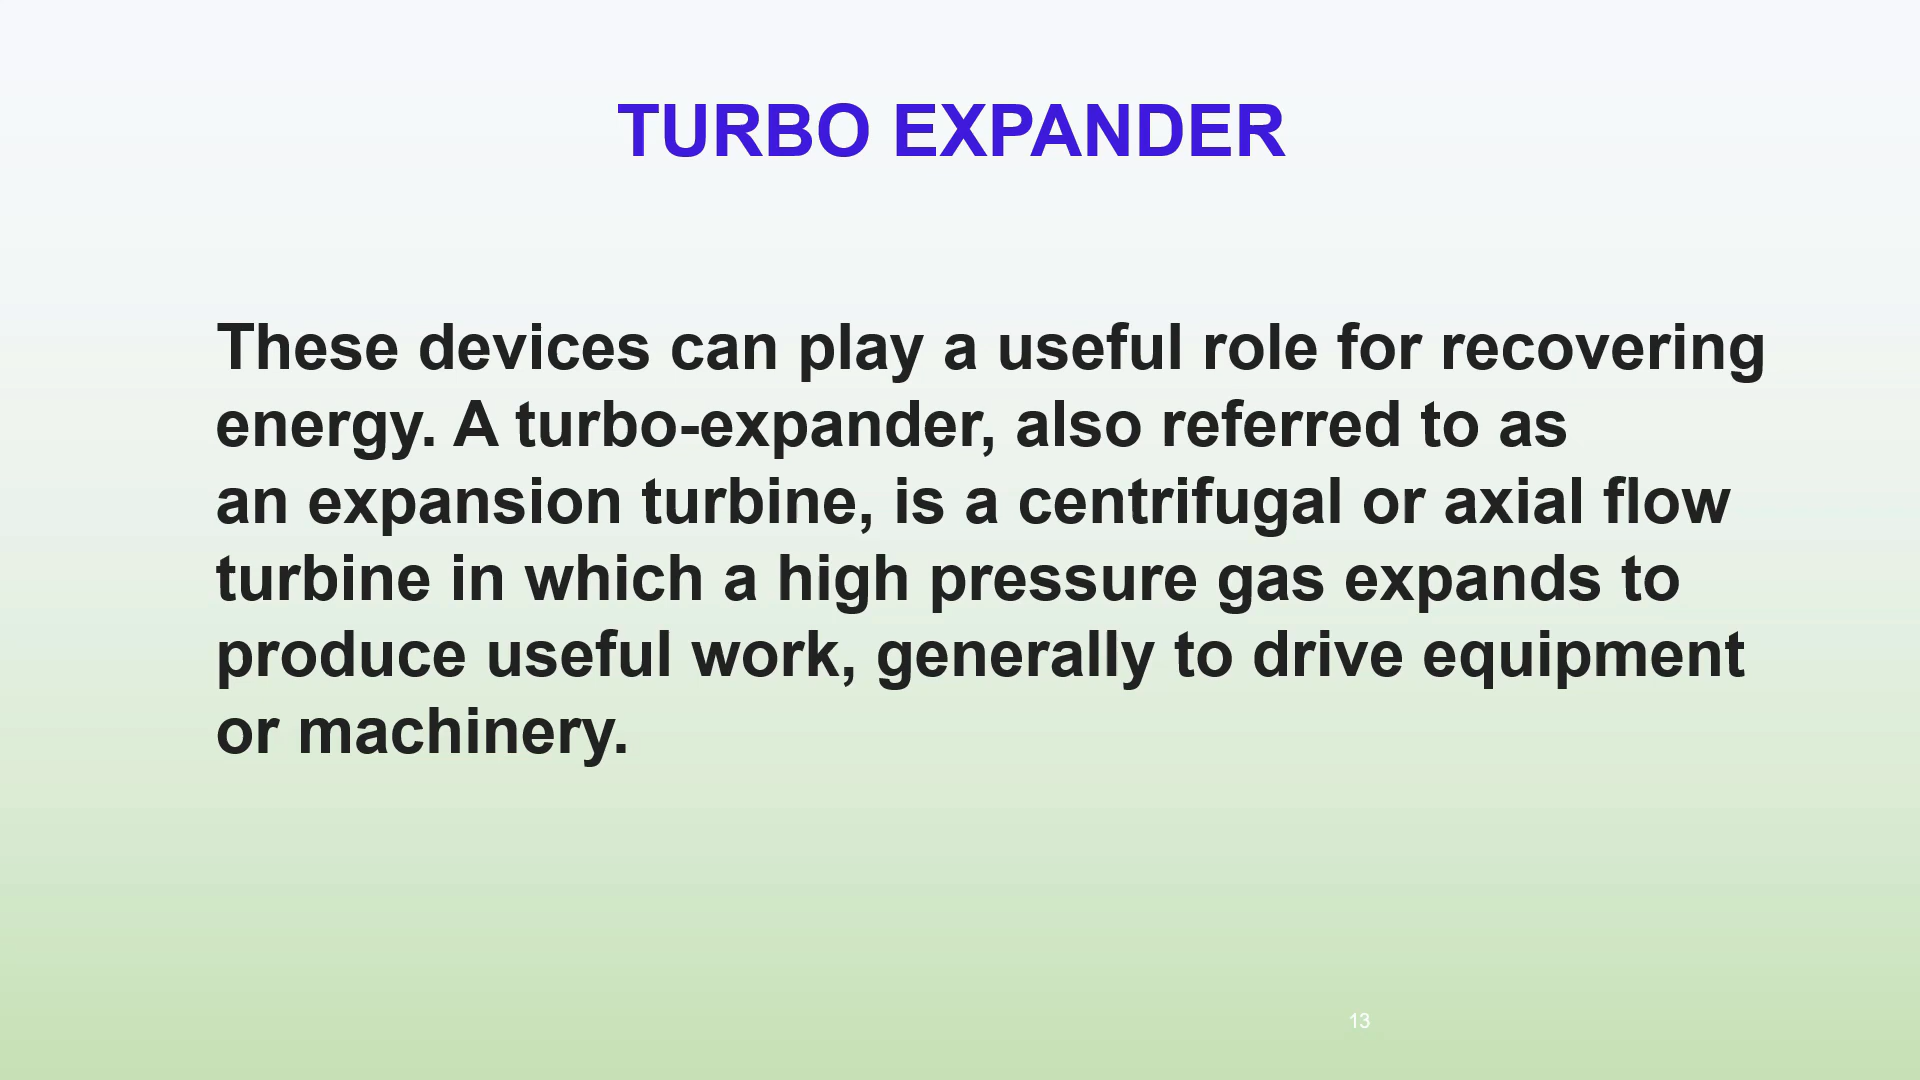 TURBO EXPANDER
These devices can play a useful role for recovering
energy. A turbo-expander, also referred to as
an expansion turbine, is a centrifugal or axial flow
turbine in which a high pressure gas expands to
produce useful work, generally to drive equipment
or machinery.
13